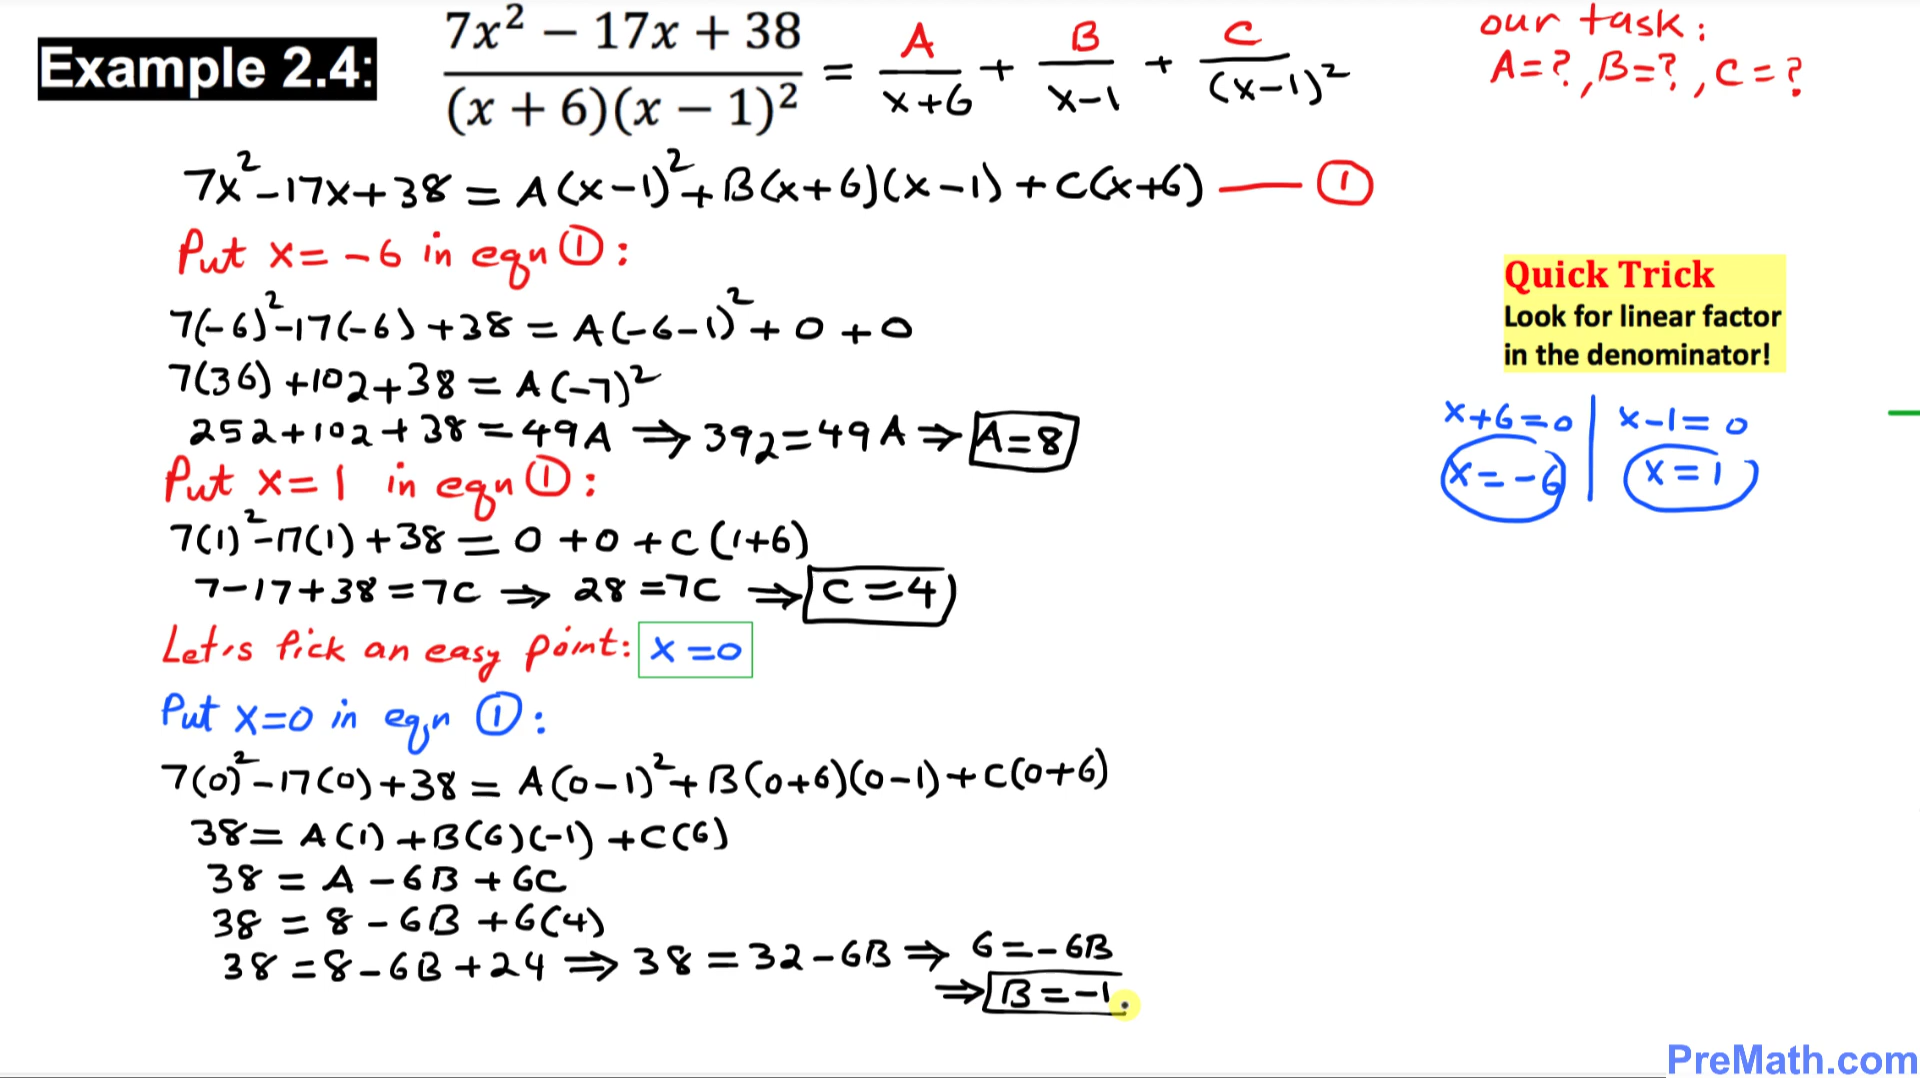 Example 2.4: (7x² − 17x + 38)/((x + 6)(x − 1)²) = A/(x+6) + B/(x−1) + C/(x−1)²
our task:
A=?, B=?, C=?
7x²−17x+38 = A(x−1)²+B(x+6)(x−1)+C(x+6) — ①
Put x=−6 in eqn ①:
7(−6)²−17(−6)+38 = A(−6−1)²+0+0
7(36)+102+38 = A(−7)²
252+102+38=49A ⇒ 392=49A ⇒ A=8
Put x=1 in eqn ①:
7(1)²−17(1)+38 = 0+0+C(1+6)
7−17+38=7C ⇒ 28=7C ⇒ C=4
Let's pick an easy point: x=0
Put x=0 in eqn ①:
7(0)²−17(0)+38 = A(0−1)²+B(0+6)(0−1)+C(0+6)
38= A(1)+B(6)(−1)+C(6)
38 = A−6B+6C
38 = 8−6B+6(4)
38=8−6B+24 ⇒ 38=32−6B ⇒ 6=−6B
⇒ B=−1.
Quick Trick
Look for linear factor
in the denominator!
x+6=0 | x−1=0
x=−6 | x=1
PreMath.com